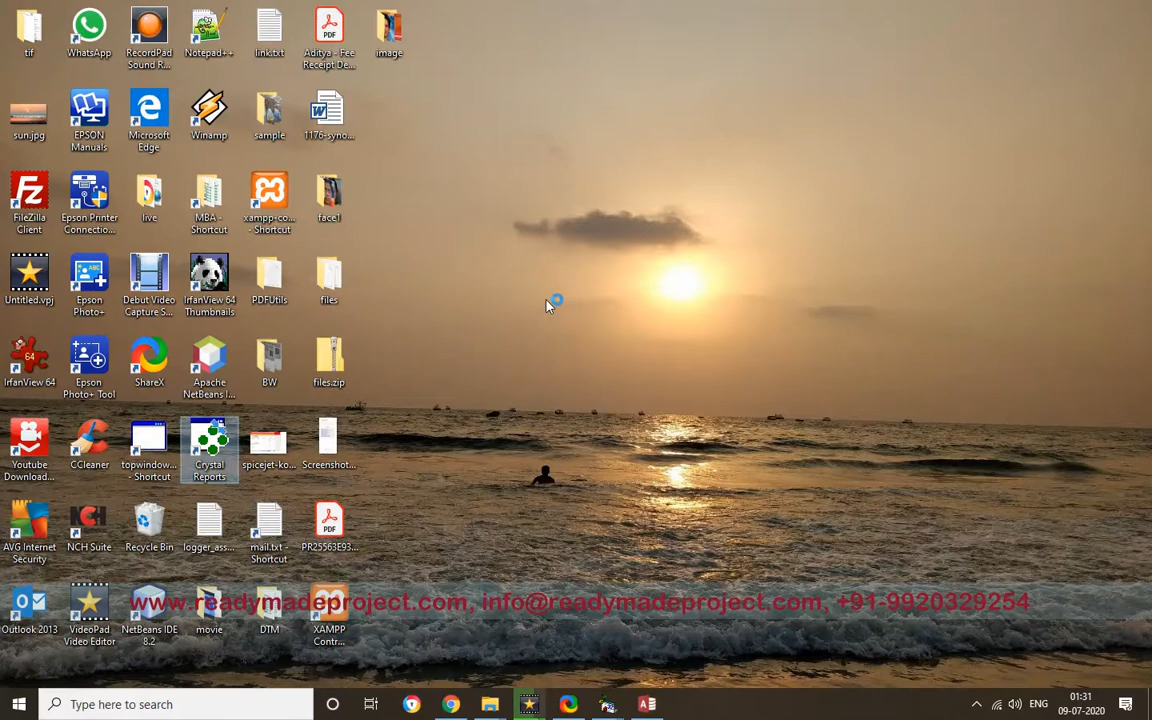 tif
WhatsApp
RecordPad
Sound R...
Notepad++
link.txt
Aditya - Fee
Receipt De...
image
sun.jpg
EPSON
Manuals
Microsoft
Edge
Winamp
sample
1176-syno...
FileZilla
Client
Epson Printer
Connectio...
live
MBA -
Shortcut
xampp-co...
- Shortcut
face1
Untitled.vpj
Epson
Photo+
Debut Video
Capture S...
IrfanView 64
Thumbnails
PDFUtils
files
IrfanView 64
Epson
Photo+ Tool
ShareX
Apache
NetBeans I...
BW
files.zip
Youtube
Download...
CCleaner
topwindow...
- Shortcut
Crystal
Reports
spicejet-ko...
Screenshot...
AVG Internet
Security
NCH Suite
Recycle Bin
logger_ass...
mail.txt -
Shortcut
PR25563E93...
www.readymadeproject.com, info@readymadeproject.com, +91-9920329254
Outlook 2013
VideoPad
Video Editor
NetBeans IDE
8.2
movie
DTM
XAMPP
Contr...
Type here to search
ENG
01:31
09-07-2020